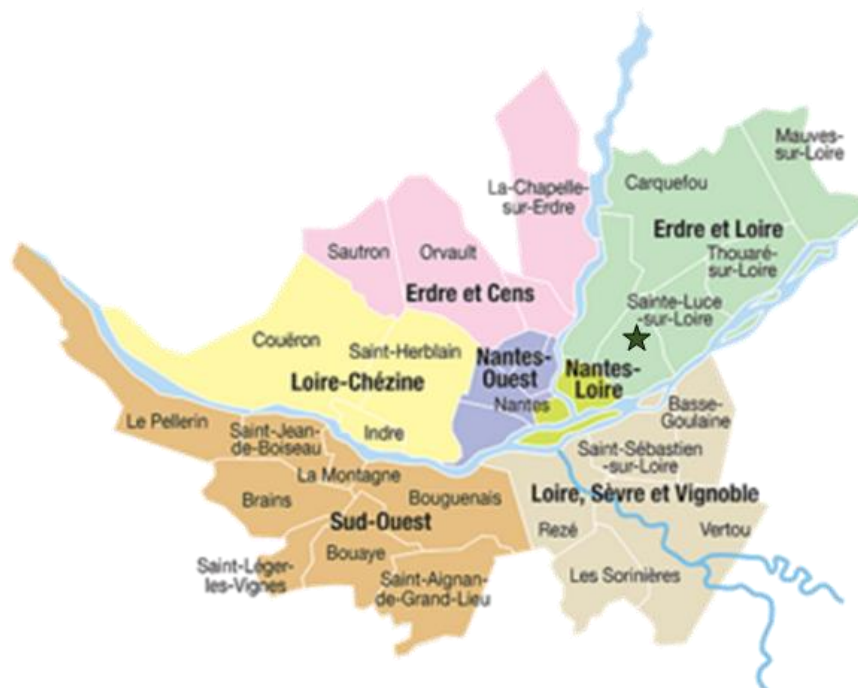 Mauves-
sur-Loire
La-Chapelle-
sur-Erdre
Carquefou
Erdre et Loire
Sautron
Orvault
Thouaré-
sur-Loire
Erdre et Cens
Sainte-Luce
-sur-Loire
Couëron
Saint-Herblain
Nantes-
Ouest
Nantes-
Loire
Loire-Chézine
Nantes
Basse-
Goulaine
Le Pellerin
Saint-Jean-
de-Boiseau
Indre
Saint-Sébastien
-sur-Loire
La Montagne
Brains
Bouguenais
Loire, Sèvre et Vignoble
Sud-Ouest
Rezé
Vertou
Bouaye
Saint-Léger-
les-Vignes
Saint-Aignan-
de-Grand-Lieu
Les Sorinières